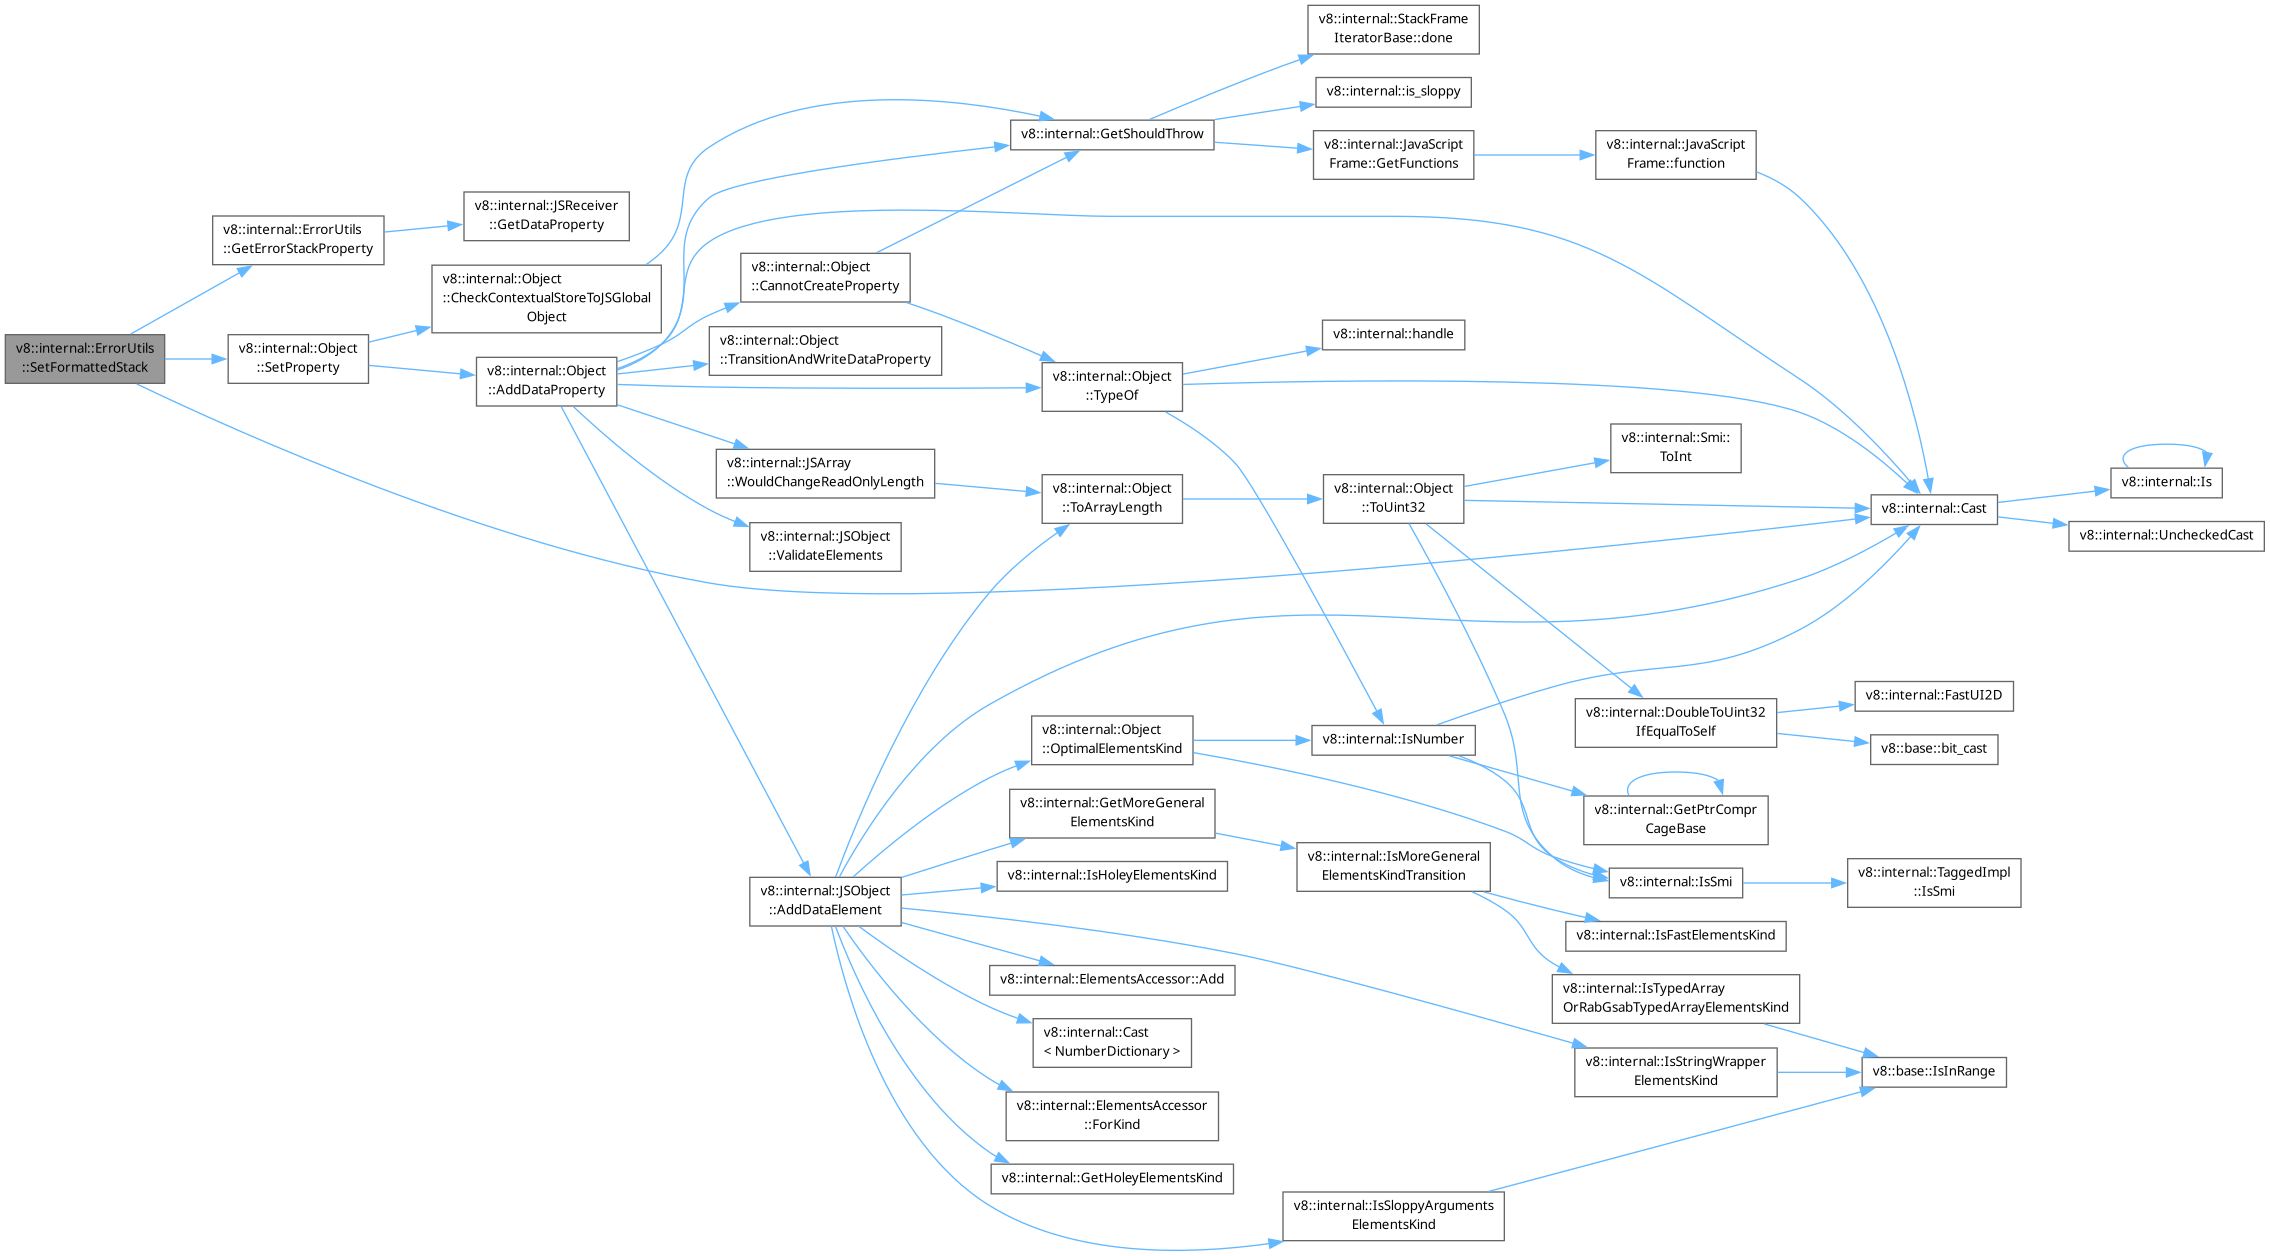 v8::internal::ErrorUtils
::SetFormattedStack
v8::internal::ErrorUtils
::GetErrorStackProperty
v8::internal::JSReceiver
::GetDataProperty
v8::internal::Object
::SetProperty
v8::internal::Object
::CheckContextualStoreToJSGlobal
Object
v8::internal::Object
::AddDataProperty
v8::internal::Object
::CannotCreateProperty
v8::internal::Object
::TransitionAndWriteDataProperty
v8::internal::JSArray
::WouldChangeReadOnlyLength
v8::internal::JSObject
::ValidateElements
v8::internal::JSObject
::AddDataElement
v8::internal::GetShouldThrow
v8::internal::Object
::TypeOf
v8::internal::Object
::ToArrayLength
v8::internal::Object
::OptimalElementsKind
v8::internal::GetMoreGeneral
ElementsKind
v8::internal::IsHoleyElementsKind
v8::internal::ElementsAccessor::Add
v8::internal::Cast
< NumberDictionary >
v8::internal::ElementsAccessor
::ForKind
v8::internal::GetHoleyElementsKind
v8::internal::StackFrame
IteratorBase::done
v8::internal::is_sloppy
v8::internal::JavaScript
Frame::GetFunctions
v8::internal::handle
v8::internal::Object
::ToUint32
v8::internal::IsNumber
v8::internal::IsMoreGeneral
ElementsKindTransition
v8::internal::IsSloppyArguments
ElementsKind
v8::internal::JavaScript
Frame::function
v8::internal::Smi::
ToInt
v8::internal::DoubleToUint32
IfEqualToSelf
v8::internal::GetPtrCompr
CageBase
v8::internal::IsSmi
v8::internal::IsFastElementsKind
v8::internal::IsTypedArray
OrRabGsabTypedArrayElementsKind
v8::internal::IsStringWrapper
ElementsKind
v8::internal::Cast
v8::internal::FastUI2D
v8::base::bit_cast
v8::internal::TaggedImpl
::IsSmi
v8::base::IsInRange
v8::internal::Is
v8::internal::UncheckedCast